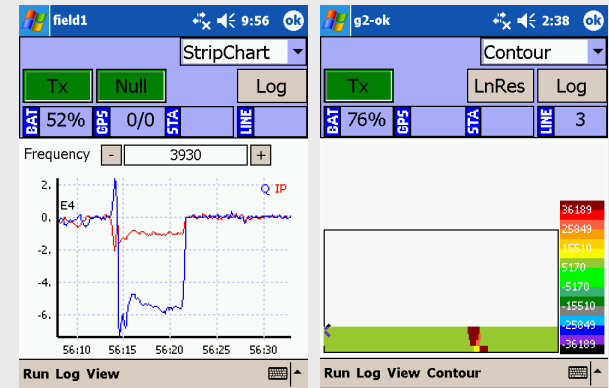 field1
9:56
ok
StripChart
Tx
Null
Log
BAT
52%
GPS
0/0
STA
LINE
Frequency
-
3930
+
2.
0.
-2.
-4.
-6.
E4
Q IP
56:10
56:15
56:20
56:25
56:30
Run Log View
g2-ok
2:38
ok
Contour
Tx
LnRes
Log
BAT
76%
GPS
STA
LINE
3
36189
25849
15510
5170
-5170
-15510
-25849
-36189
Run Log View Contour